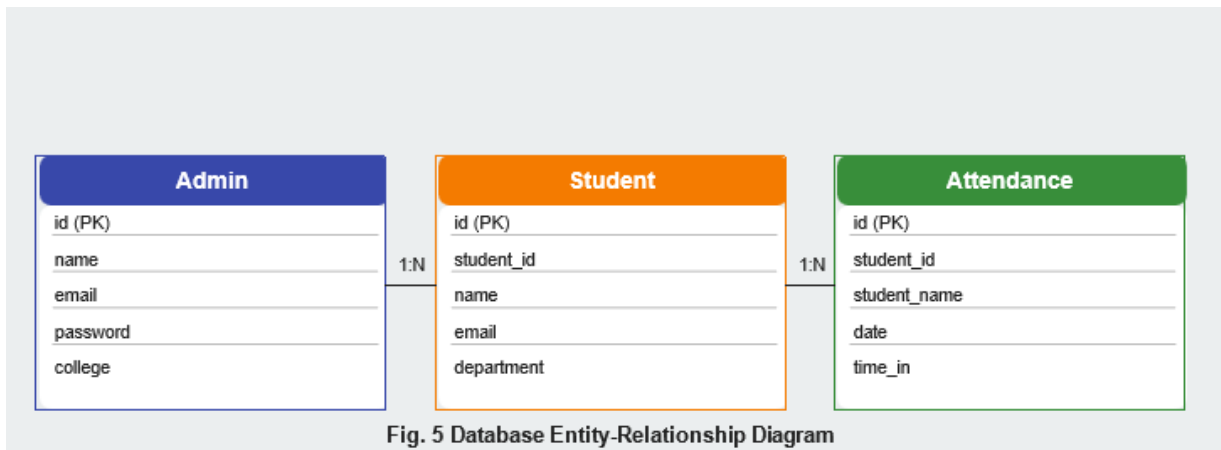 Admin
id (PK)
name
email
password
college
1:N
Student
id (PK)
student_id
name
email
department
1:N
Attendance
id (PK)
student_id
student_name
date
time_in
Fig. 5 Database Entity-Relationship Diagram